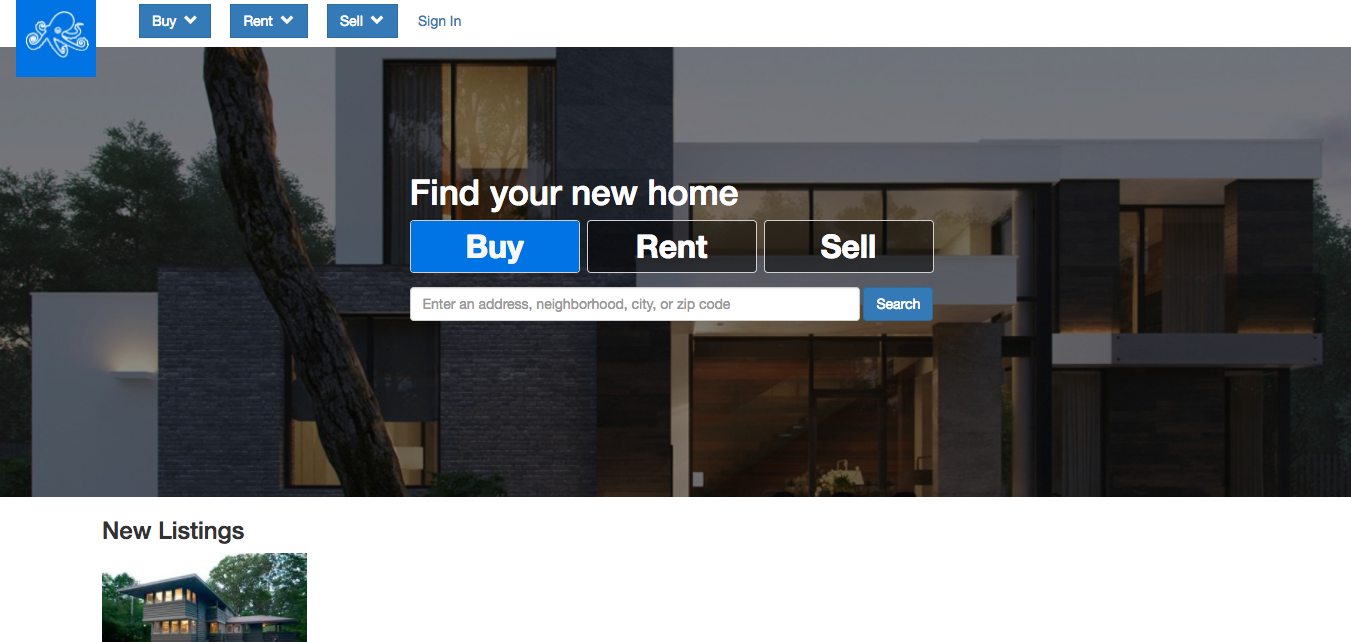 Buy Rent Sell Sign In
Find your new home
Buy Rent Sell
Enter an address, neighborhood, city, or zip code Search
New Listings